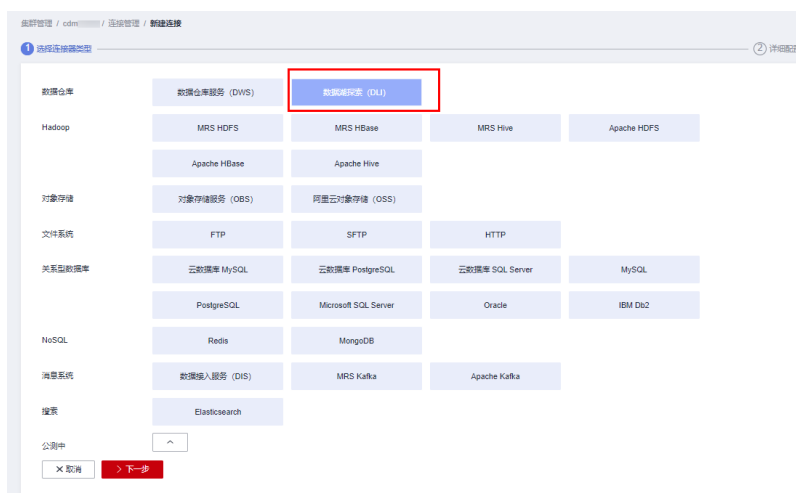 集群管理 / cdm / 连接管理 / 新建连接
1 选择连接器类型 2 详细配
数据仓库 数据仓库服务（DWS） 数据湖探索（DLI）
Hadoop MRS HDFS MRS HBase MRS Hive Apache HDFS
Apache HBase Apache Hive
对象存储 对象存储服务（OBS） 阿里云对象存储（OSS）
文件系统 FTP SFTP HTTP
关系型数据库 云数据库 MySQL 云数据库 PostgreSQL 云数据库 SQL Server MySQL
PostgreSQL Microsoft SQL Server Oracle IBM Db2
NoSQL Redis MongoDB
消息系统 数据接入服务（DIS） MRS Kafka Apache Kafka
搜索 Elasticsearch
公测中
取消 下一步